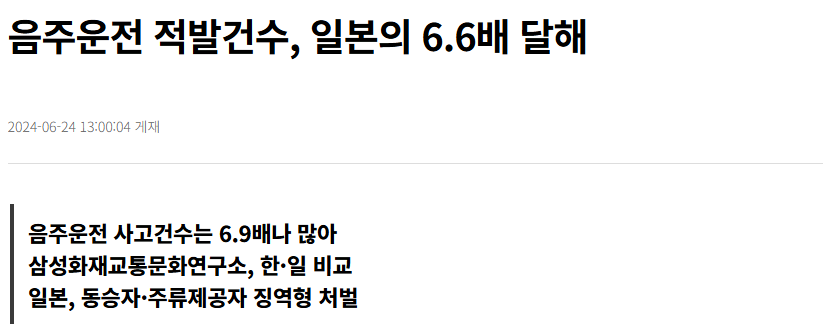 음주운전 적발건수, 일본의 6.6배 달해
2024-06-24 13:00:04 게재
음주운전 사고건수는 6.9배나 많아
삼성화재교통문화연구소, 한·일 비교
일본, 동승자·주류제공자 징역형 처벌